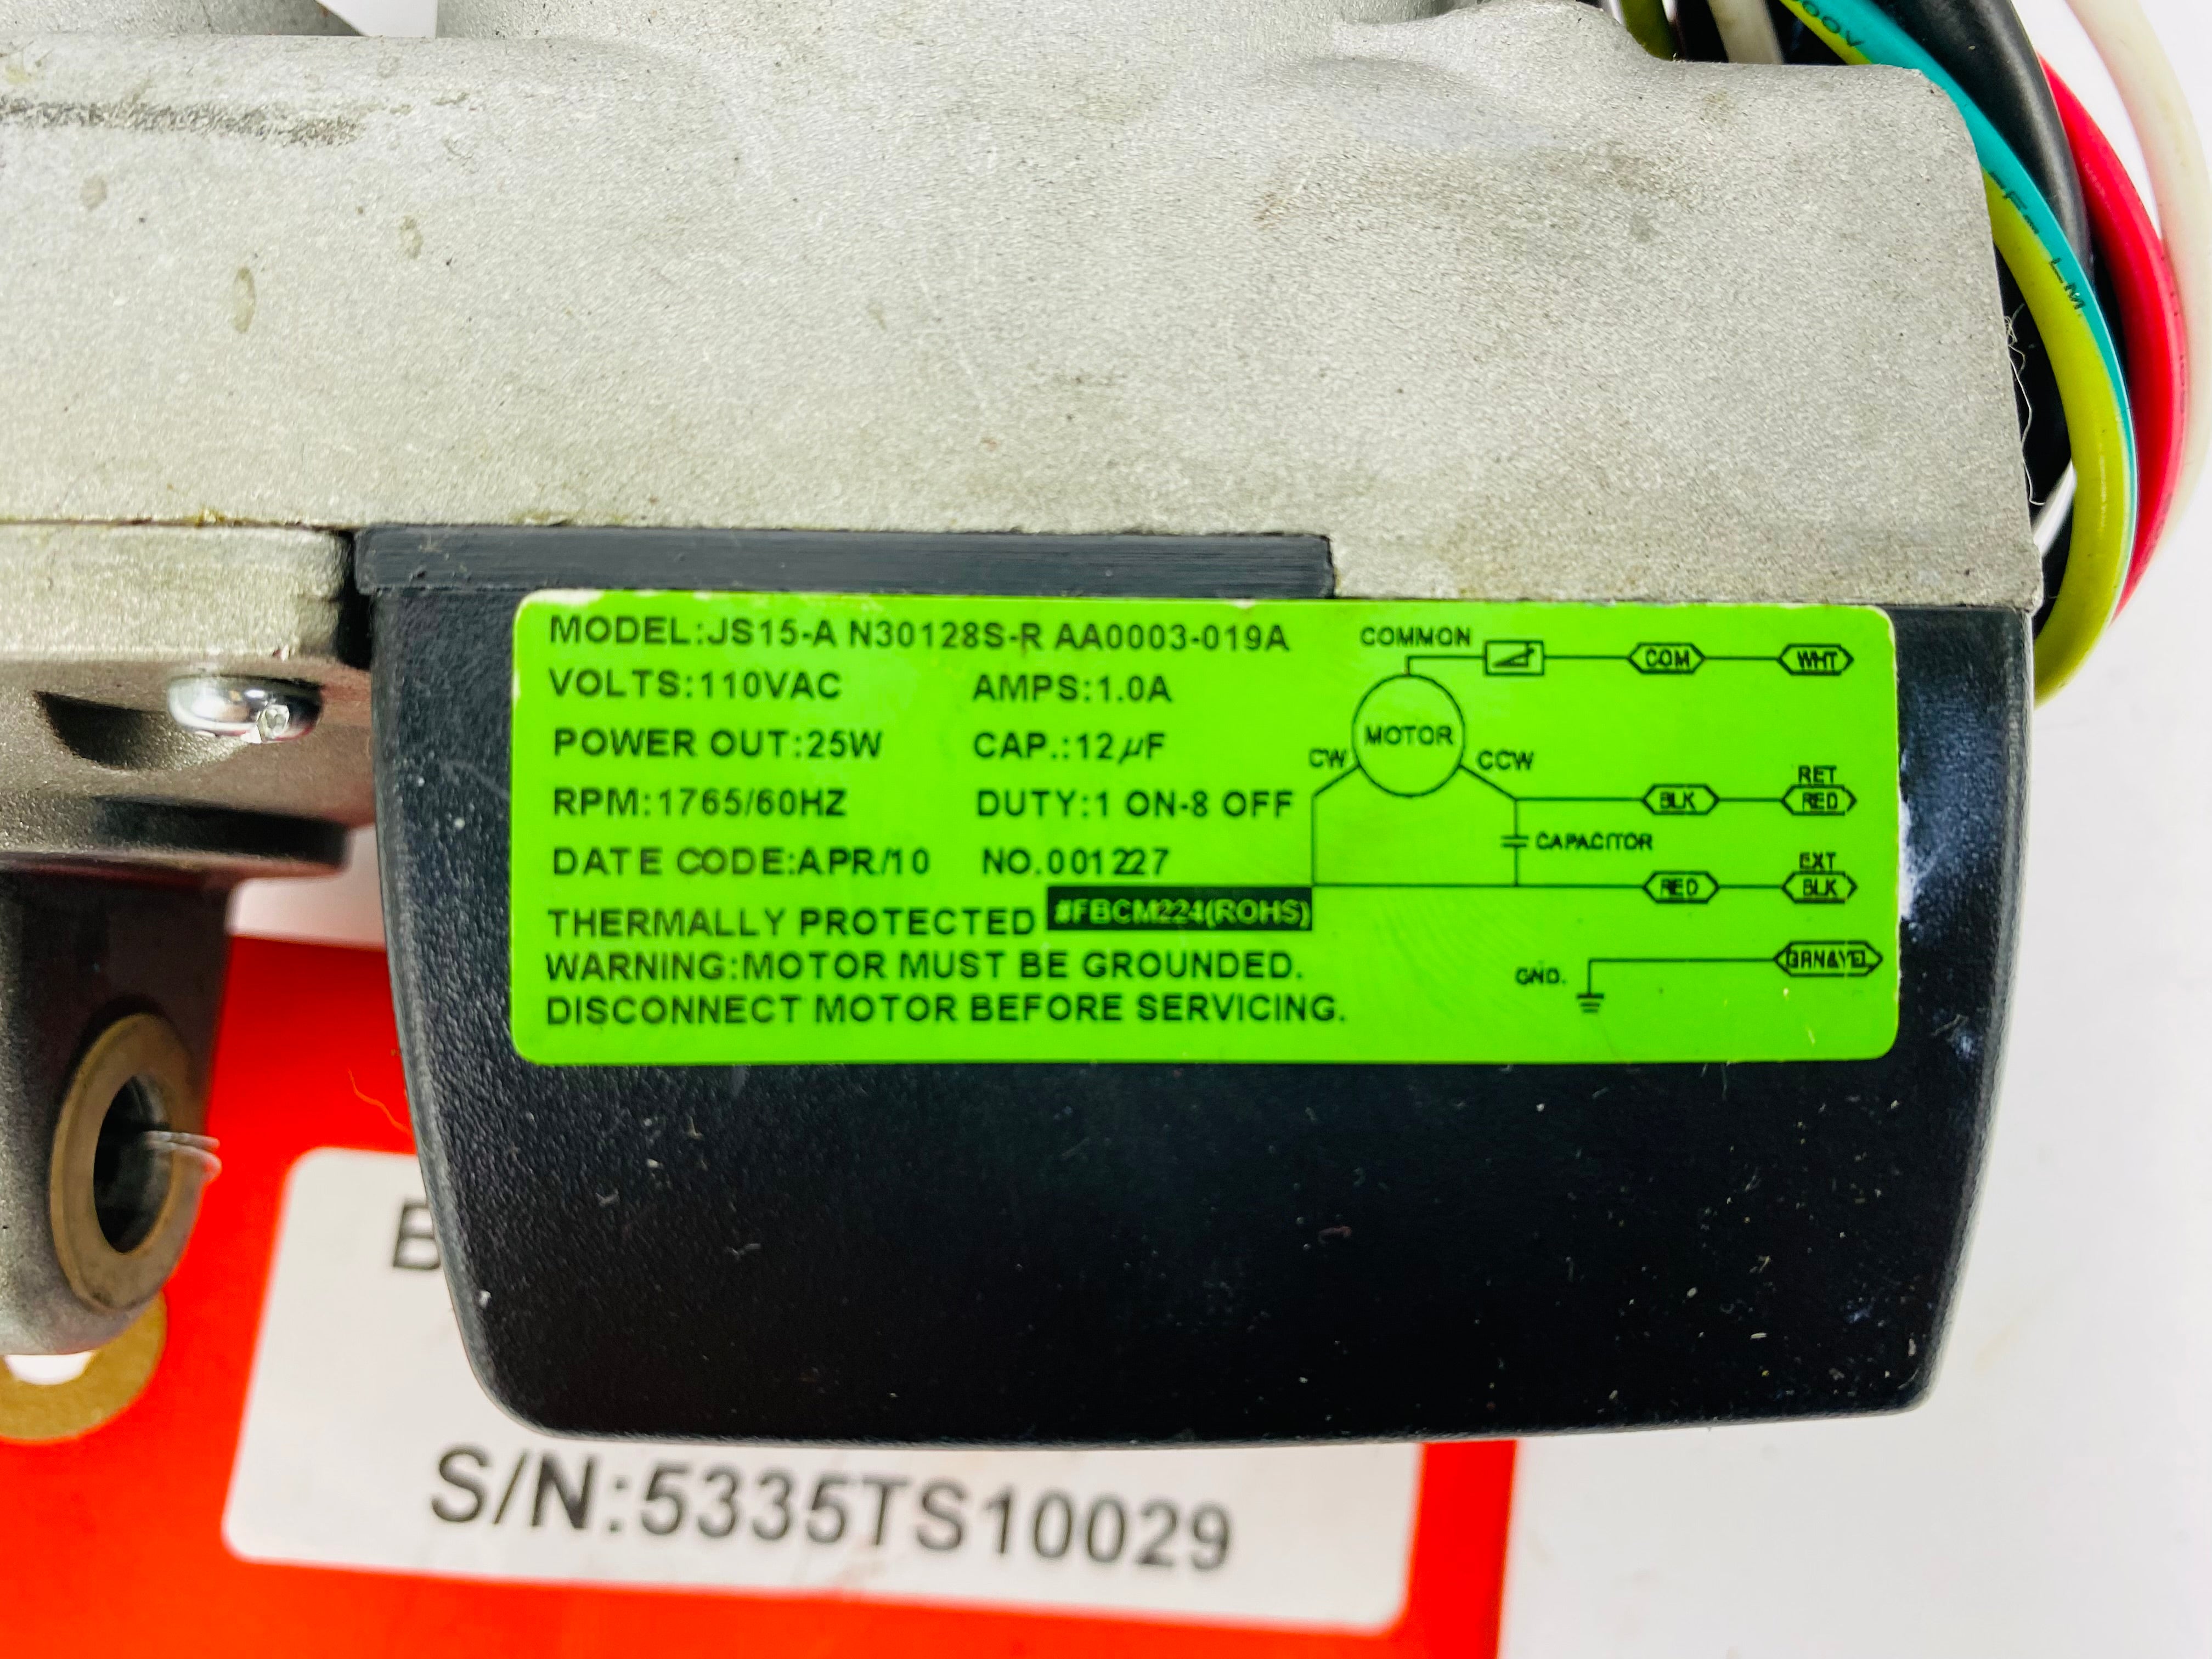 MODEL:JS15-A N30128S-R AA0003-019A
VOLTS:110VAC AMPS:1.0A
POWER OUT:25W CAP.:12µF
RPM:1765/60HZ DUTY:1 ON-8 OFF
DATE CODE:APR/10 NO.001227
THERMALLY PROTECTED #FBCM224(ROHS)
WARNING:MOTOR MUST BE GROUNDED.
DISCONNECT MOTOR BEFORE SERVICING.
COMMON COM WHT
MOTOR
CW CCW
RET
BLK RED
CAPACITOR
EXT
RED BLK
GND. GRN&YEL
S/N:5335TS10029